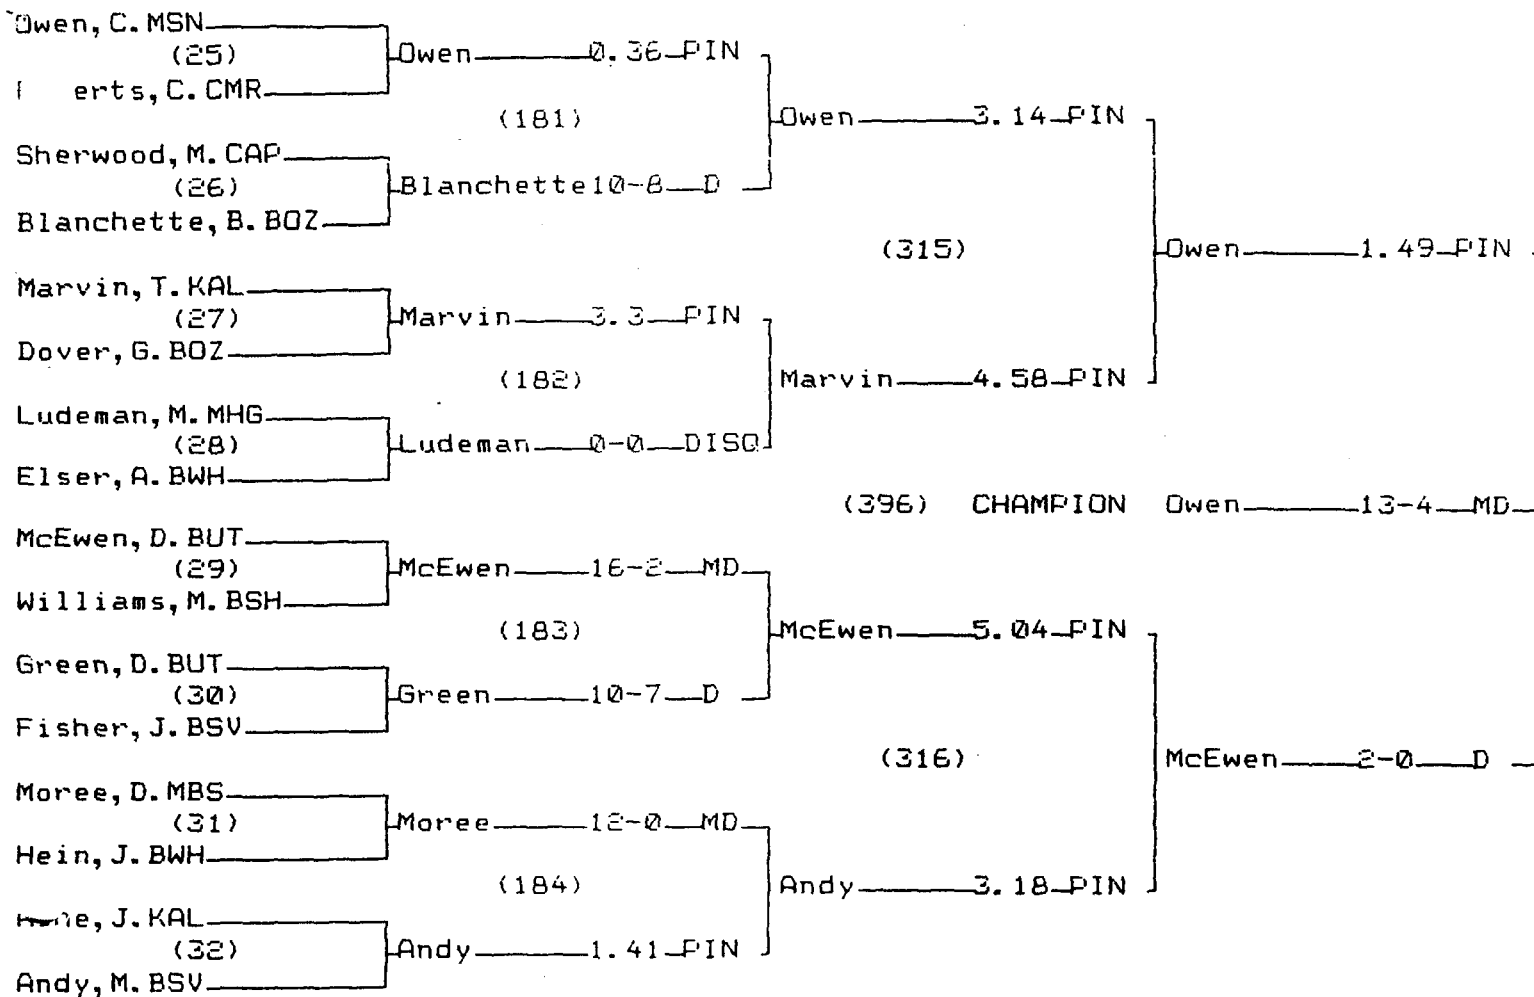 Owen, C. MSN
(25) Owen 0.36 PIN
erts, C. CMR
(181) Owen 3.14 PIN
Sherwood, M. CAP
(26) Blanchette 10-8 D
Blanchette, B. BOZ
(315) Owen 1.49 PIN
Marvin, T. KAL
(27) Marvin 3.3 PIN
Dover, G. BOZ
(182) Marvin 4.58 PIN
Ludeman, M. MHG
(28) Ludeman 0-0 DISQ
Elser, A. BWH
(396) CHAMPION Owen 13-4 MD
McEwen, D. BUT
(29) McEwen 16-2 MD
Williams, M. BSH
(183) McEwen 5.04 PIN
Green, D. BUT
(30) Green 10-7 D
Fisher, J. BSV
(316) McEwen 2-0 D
Moree, D. MBS
(31) Moree 12-0 MD
Hein, J. BWH
(184) Andy 3.18 PIN
J. KAL
(32) Andy 1.41 PIN
Andy, M. BSV